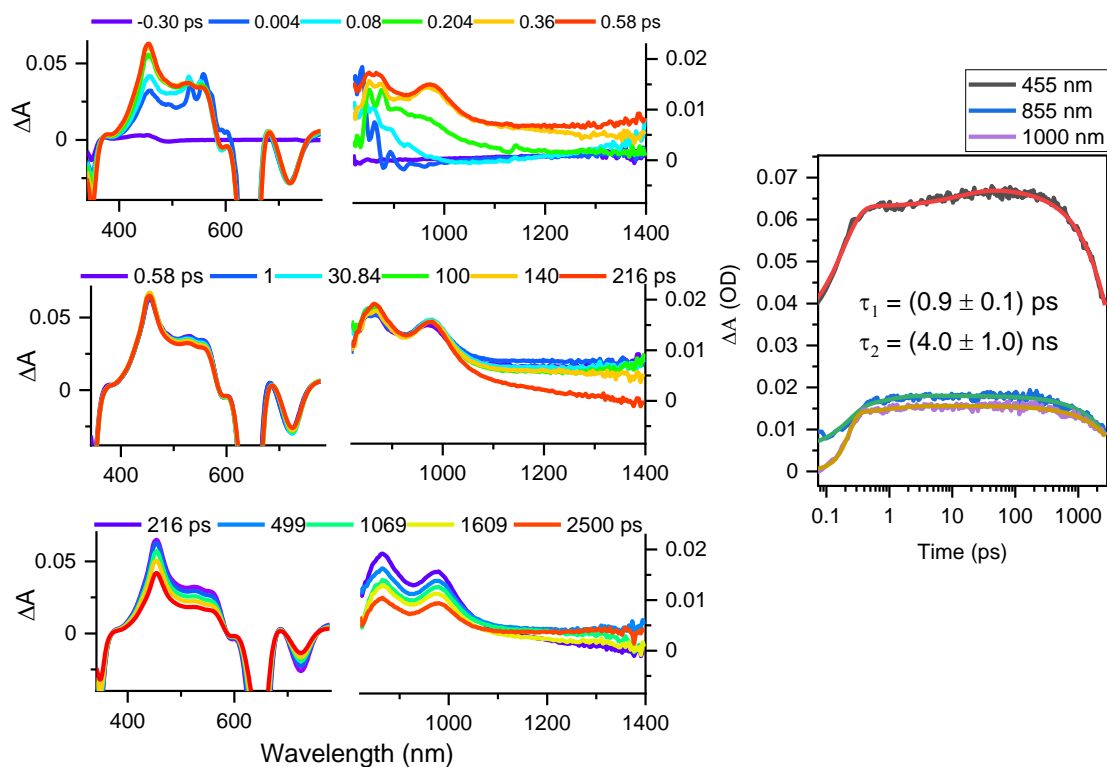 -0.30 ps 0.004 0.08 0.204 0.36 0.58 ps
0.05
0
ΔA
400 600
0.02
0.01
0
1000 1200 1400
0.58 ps 1 30.84 100 140 216 ps
0.05
0
ΔA
400 600
0.02
0.01
0
1000 1200 1400
216 ps 499 1069 1609 2500 ps
0.05
0
ΔA
400 600
0.02
0.01
0
1000 1200 1400
Wavelength (nm)
455 nm
855 nm
1000 nm
0.07
0.06
0.05
0.04
0.03
0.02
0.01
0
ΔA (OD)
τ₁ = (0.9 ± 0.1) ps
τ₂ = (4.0 ± 1.0) ns
0.1 1 10 100 1000
Time (ps)